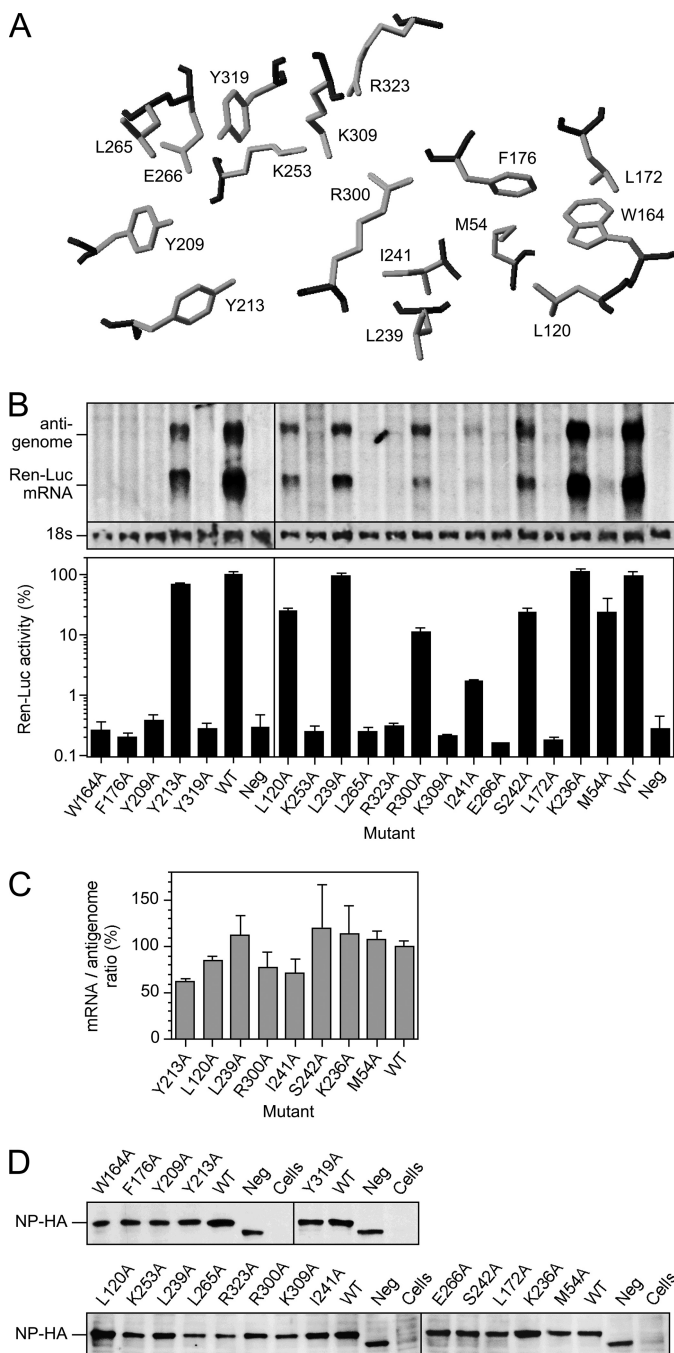 A
Y319
R323
L265
K309
E266
K253
F176
L172
R300
W164
Y209
M54
I241
Y213
L120
L239
B
anti-
genome
Ren-Luc
mRNA
18s
Ren-Luc activity (%)
100
10
1
0.1
W164A F176A Y209A Y213A Y319A WT Neg L120A K253A L239A L265A R323A R300A K309A I241A E266A S242A L172A K236A M54A WT Neg
Mutant
C
mRNA / antigenome
ratio (%)
150
100
50
0
Y213A L120A L239A R300A I241A S242A K236A M54A WT
Mutant
D
W164A F176A Y209A Y213A WT Neg Cells Y319A WT Neg Cells
NP-HA
L120A K253A L239A L265A R323A R300A K309A I241A WT Neg Cells E266A S242A L172A K236A M54A WT Neg Cells
NP-HA